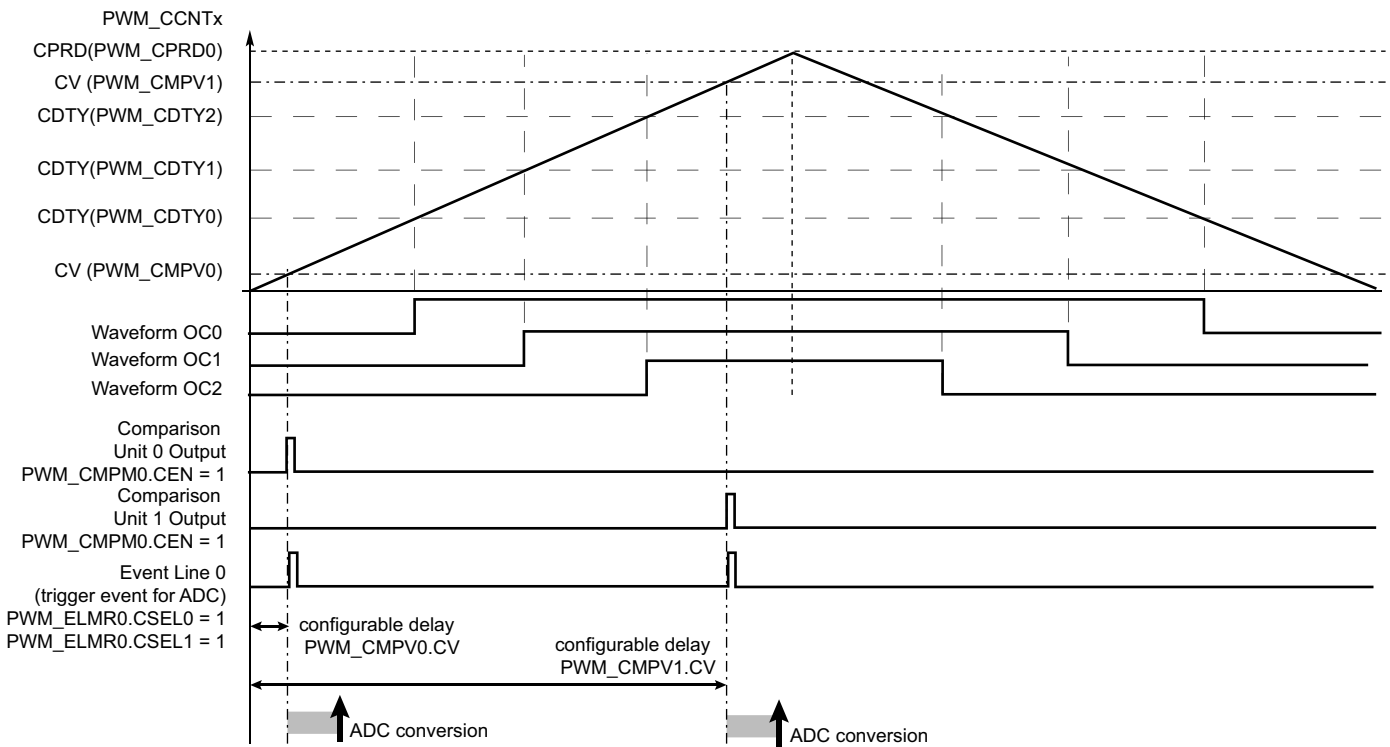 PWM_CCNTx
CPRD(PWM_CPRD0)
CV (PWM_CMPV1)
CDTY(PWM_CDTY2)
CDTY(PWM_CDTY1)
CDTY(PWM_CDTY0)
CV (PWM_CMPV0)
Waveform OC0
Waveform OC1
Waveform OC2
Comparison
Unit 0 Output
PWM_CMPM0.CEN = 1
Comparison
Unit 1 Output
PWM_CMPM0.CEN = 1
Event Line 0
(trigger event for ADC)
PWM_ELMR0.CSEL0 = 1
PWM_ELMR0.CSEL1 = 1
configurable delay
PWM_CMPV0.CV
configurable delay
PWM_CMPV1.CV
ADC conversion
ADC conversion